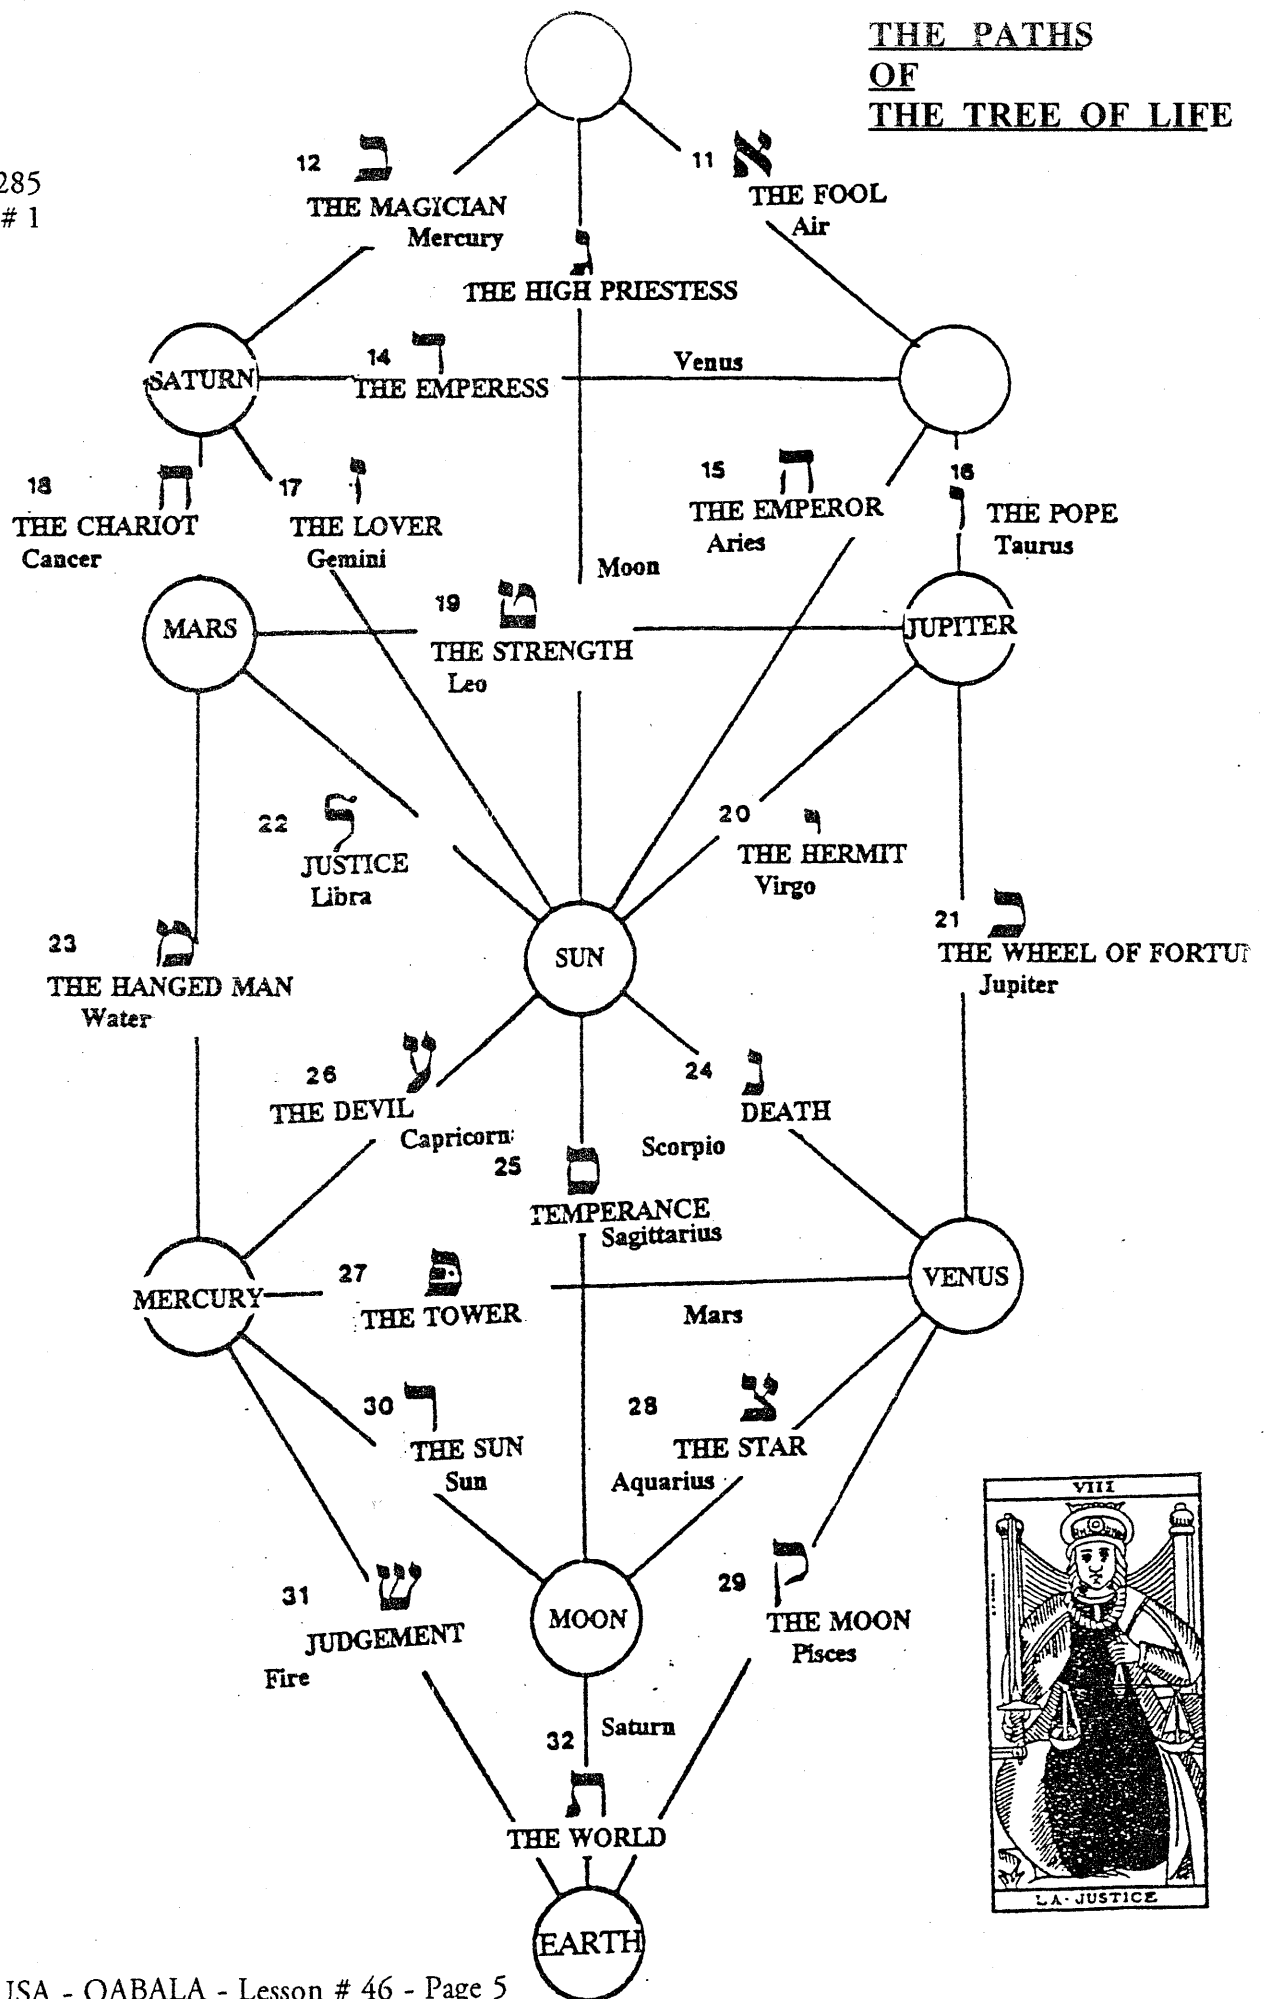 THE PATHS
OF
THE TREE OF LIFE
285
# 1
12 ב
THE MAGICIAN
Mercury
11 א
THE FOOL
Air
ג
THE HIGH PRIESTESS
14 ד
THE EMPERESS
Venus
SATURN
18 ח
THE CHARIOT
Cancer
17 ז
THE LOVER
Gemini
15 ה
THE EMPEROR
Aries
16
ו
THE POPE
Taurus
Moon
MARS
19 ט
THE STRENGTH
Leo
JUPITER
22 ל
JUSTICE
Libra
20 י
THE HERMIT
Virgo
23 מ
THE HANGED MAN
Water
SUN
21 כ
THE WHEEL OF FORTU
Jupiter
26 ע
THE DEVIL
Capricorn
24 נ
DEATH
Scorpio
25 ס
TEMPERANCE
Sagittarius
MERCURY
27 פ
THE TOWER
Mars
VENUS
30 ר
THE SUN
Sun
28 צ
THE STAR
Aquarius
31 ש
JUDGEMENT
Fire
MOON
29 ק
THE MOON
Pisces
Saturn
32
ת
THE WORLD
EARTH
VIII
LA·JUSTICE
USA - QABALA - Lesson # 46 - Page 5